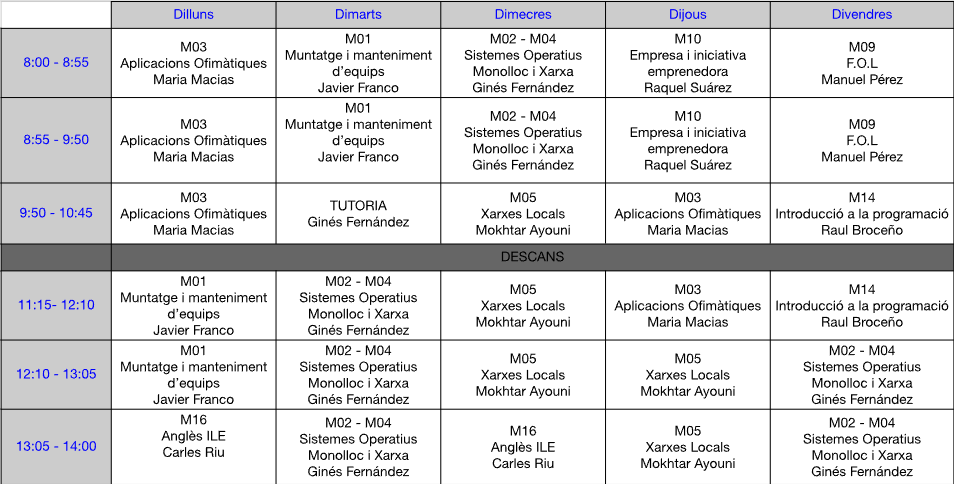 Dilluns Dimarts Dimecres Dijous Divendres
8:00 - 8:55
M03
Aplicacions Ofimàtiques
Maria Macias
M01
Muntatge i manteniment
d'equips
Javier Franco
M02 - M04
Sistemes Operatius
Monolloc i Xarxa
Ginés Fernández
M10
Empresa i iniciativa
emprenedora
Raquel Suárez
M09
F.O.L
Manuel Pérez
8:55 - 9:50
M03
Aplicacions Ofimàtiques
Maria Macias
M01
Muntatge i manteniment
d'equips
Javier Franco
M02 - M04
Sistemes Operatius
Monolloc i Xarxa
Ginés Fernández
M10
Empresa i iniciativa
emprenedora
Raquel Suárez
M09
F.O.L
Manuel Pérez
9:50 - 10:45
M03
Aplicacions Ofimàtiques
Maria Macias
TUTORIA
Ginés Fernández
M05
Xarxes Locals
Mokhtar Ayouni
M03
Aplicacions Ofimàtiques
Maria Macias
M14
Introducció a la programació
Raul Broceño
DESCANS
11:15- 12:10
M01
Muntatge i manteniment
d'equips
Javier Franco
M02 - M04
Sistemes Operatius
Monolloc i Xarxa
Ginés Fernández
M05
Xarxes Locals
Mokhtar Ayouni
M03
Aplicacions Ofimàtiques
Maria Macias
M14
Introducció a la programació
Raul Broceño
12:10 - 13:05
M01
Muntatge i manteniment
d'equips
Javier Franco
M02 - M04
Sistemes Operatius
Monolloc i Xarxa
Ginés Fernández
M05
Xarxes Locals
Mokhtar Ayouni
M05
Xarxes Locals
Mokhtar Ayouni
M02 - M04
Sistemes Operatius
Monolloc i Xarxa
Ginés Fernández
13:05 - 14:00
M16
Anglès ILE
Carles Riu
M02 - M04
Sistemes Operatius
Monolloc i Xarxa
Ginés Fernández
M16
Anglès ILE
Carles Riu
M05
Xarxes Locals
Mokhtar Ayouni
M02 - M04
Sistemes Operatius
Monolloc i Xarxa
Ginés Fernández